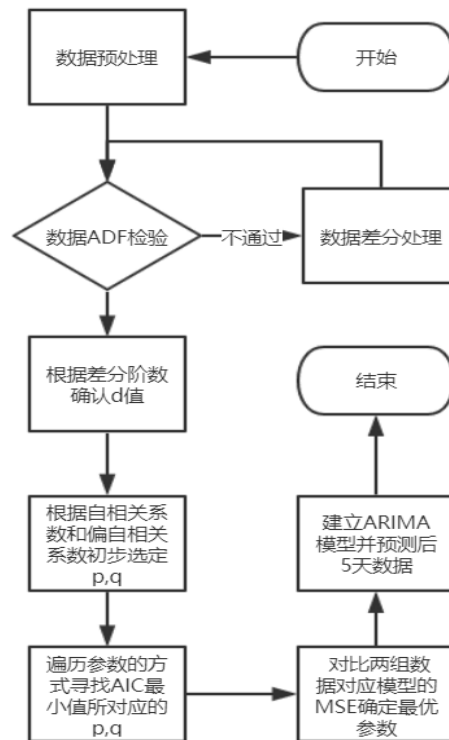 开始
数据预处理
数据ADF检验
不通过
数据差分处理
根据差分阶数
确认d值
根据自相关系
数和偏自相关
系数初步选定
p,q
遍历参数的方
式寻找AIC最
小值所对应的
p,q
对比两组数
据对应模型的
MSE确定最优
参数
建立ARIMA
模型并预测后
5天数据
结束